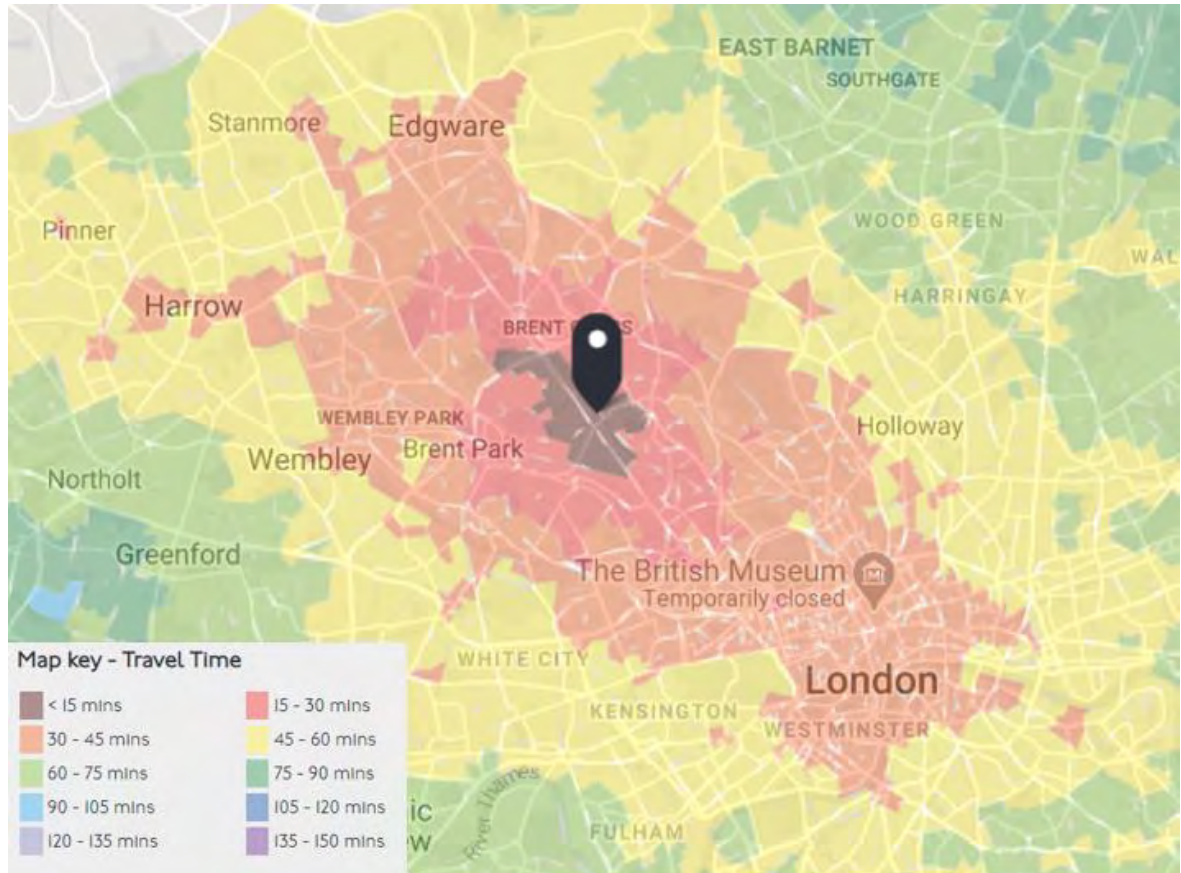 EAST BARNET
SOUTHGATE
Stanmore
Edgware
Pinner
WOOD GREEN
WAL
Harrow
HARRINGAY
WEMBLEY PARK
Brent Park
Wembley
Holloway
Northolt
Greenford
The British Museum
Temporarily closed
WHITE CITY
London
KENSINGTON
WESTMINSTER
River Thames
FULHAM
ic
w
Map key - Travel Time
< 15 mins
15 - 30 mins
30 - 45 mins
45 - 60 mins
60 - 75 mins
75 - 90 mins
90 - 105 mins
105 - 120 mins
120 - 135 mins
135 - 150 mins
BRENT